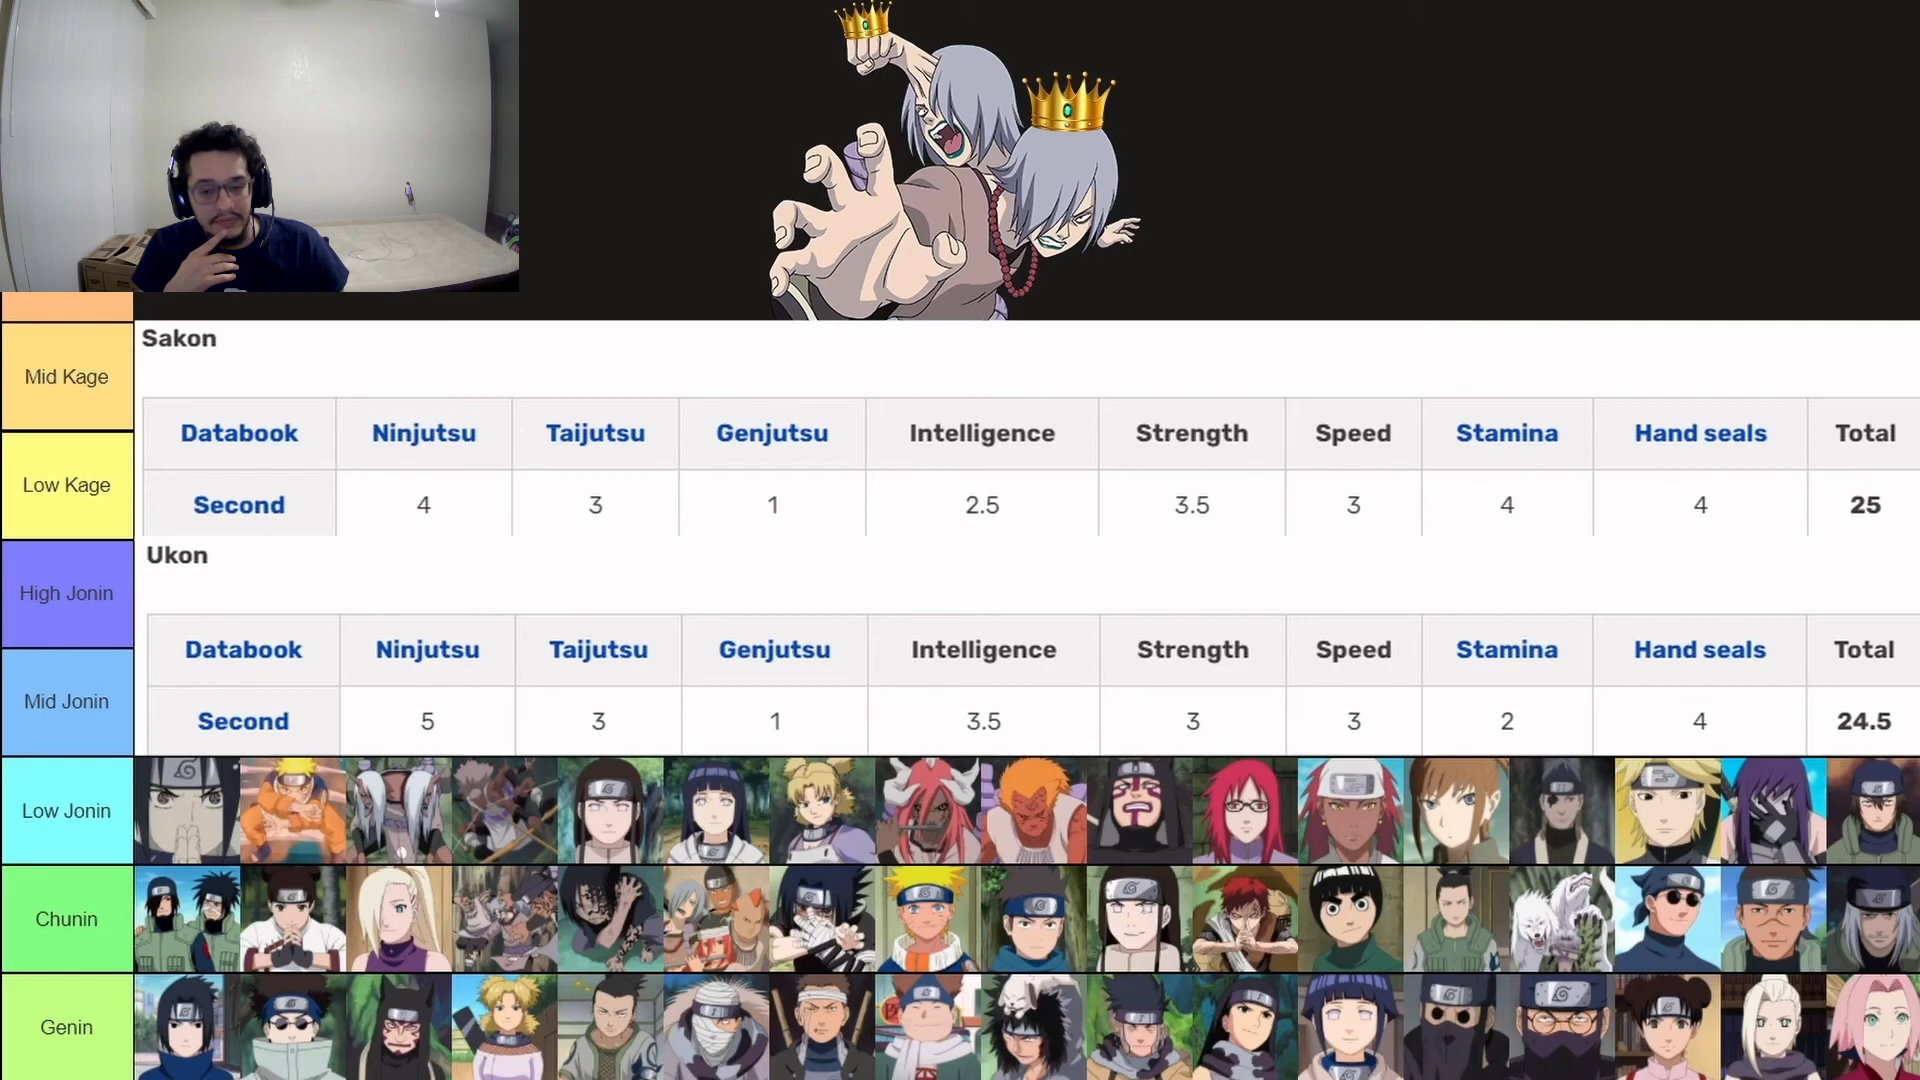 Sakon
Mid Kage
Databook Ninjutsu Taijutsu Genjutsu Intelligence Strength Speed Stamina Hand seals Total
Low Kage
Second 4 3 1 2.5 3.5 3 4 4 25
Ukon
High Jonin
Databook Ninjutsu Taijutsu Genjutsu Intelligence Strength Speed Stamina Hand seals Total
Mid Jonin
Second 5 3 1 3.5 3 3 2 4 24.5
Low Jonin
Chunin
Genin